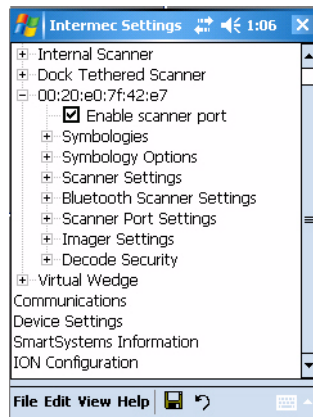 Intermec Settings 1:06
Internal Scanner
Dock Tethered Scanner
00:20:e0:7f:42:e7
Enable scanner port
Symbologies
Symbology Options
Scanner Settings
Bluetooth Scanner Settings
Scanner Port Settings
Imager Settings
Decode Security
Virtual Wedge
Communications
Device Settings
SmartSystems Information
ION Configuration
File Edit View Help